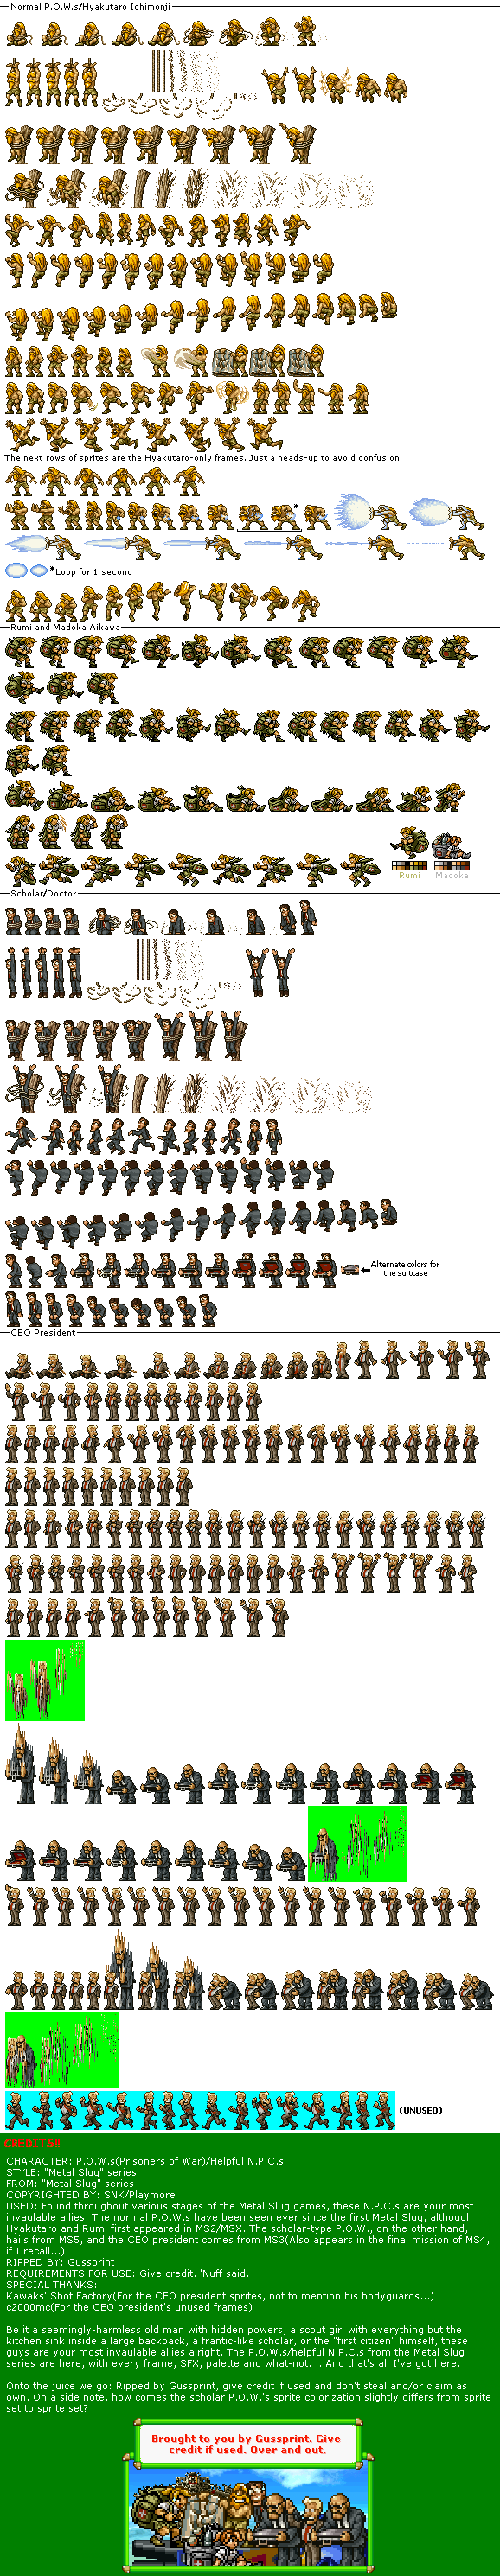 Normal P.O.W.s/Hyakutaro Ichimonji
The next rows of sprites are the Hyakutaro-only frames. Just a heads-up to avoid confusion.
*
*Loop for 1 second
Rumi and Madoka Aikawa
Rumi Madoka
Scholar/Doctor
Alternate colors for
the suitcase
CEO President
(UNUSED)
CREDITS:
CHARACTER: P.O.W.s(Prisoners of War)/Helpful N.P.C.s
STYLE: "Metal Slug" series
FROM: "Metal Slug" series
COPYRIGHTED BY: SNK/Playmore
USED: Found throughout various stages of the Metal Slug games, these N.P.C.s are your most
invaulable allies. The normal P.O.W.s have been seen ever since the first Metal Slug, although
Hyakutaro and Rumi first appeared in MS2/MSX. The scholar-type P.O.W., on the other hand,
hails from MS5, and the CEO president comes from MS3(Also appears in the final mission of MS4,
if I recall...).
RIPPED BY: Gussprint
REQUIREMENTS FOR USE: Give credit. 'Nuff said.
SPECIAL THANKS:
Kawaks' Shot Factory(For the CEO president sprites, not to mention his bodyguards...)
c2000mc(For the CEO president's unused frames)
Be it a seemingly-harmless old man with hidden powers, a scout girl with everything but the
kitchen sink inside a large backpack, a frantic-like scholar, or the "first citizen" himself, these
guys are your most invaulable allies alright. The P.O.W.s/helpful N.P.C.s from the Metal Slug
series are here, with every frame, SFX, palette and what-not. ...And that's all I've got here.
Onto the juice we go: Ripped by Gussprint, give credit if used and don't steal and/or claim as
own. On a side note, how comes the scholar P.O.W.'s sprite colorization slightly differs from sprite
set to sprite set?
Brought to you by Gussprint. Give
credit if used. Over and out.